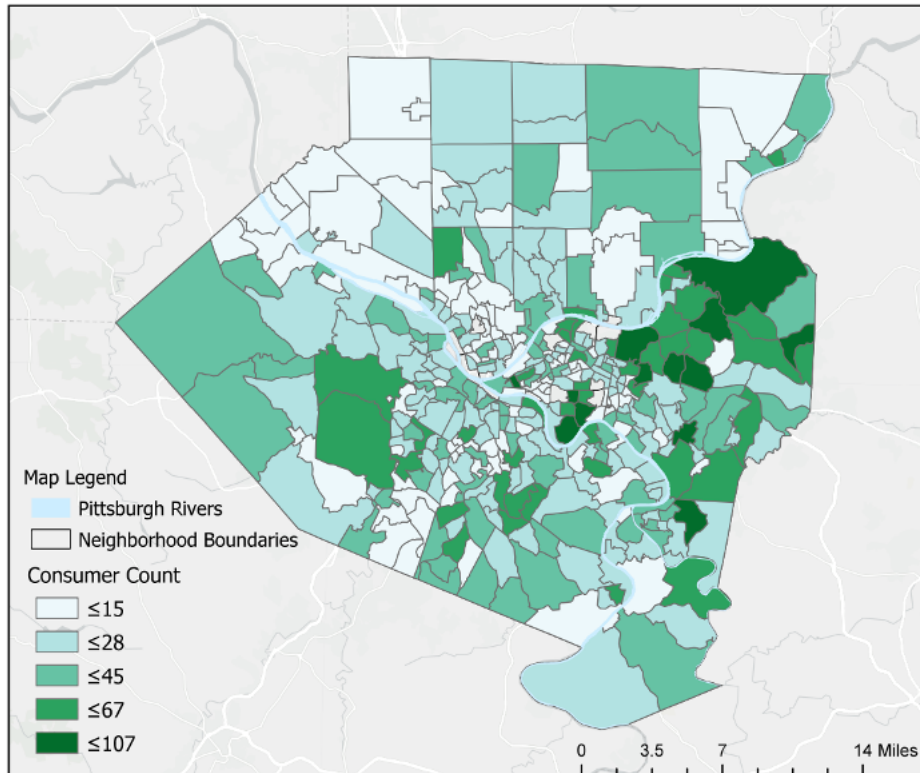 Map Legend
Pittsburgh Rivers
Neighborhood Boundaries
Consumer Count
≤15
≤28
≤45
≤67
≤107
0 3.5 7 14 Miles